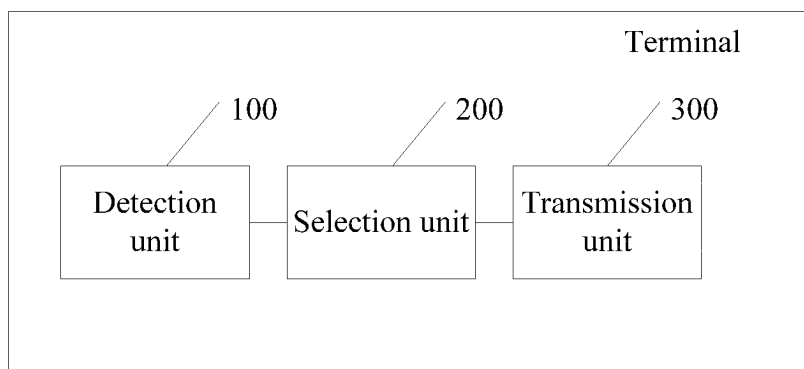 Terminal
100
200
300
Detection
unit
Selection unit
Transmission
unit